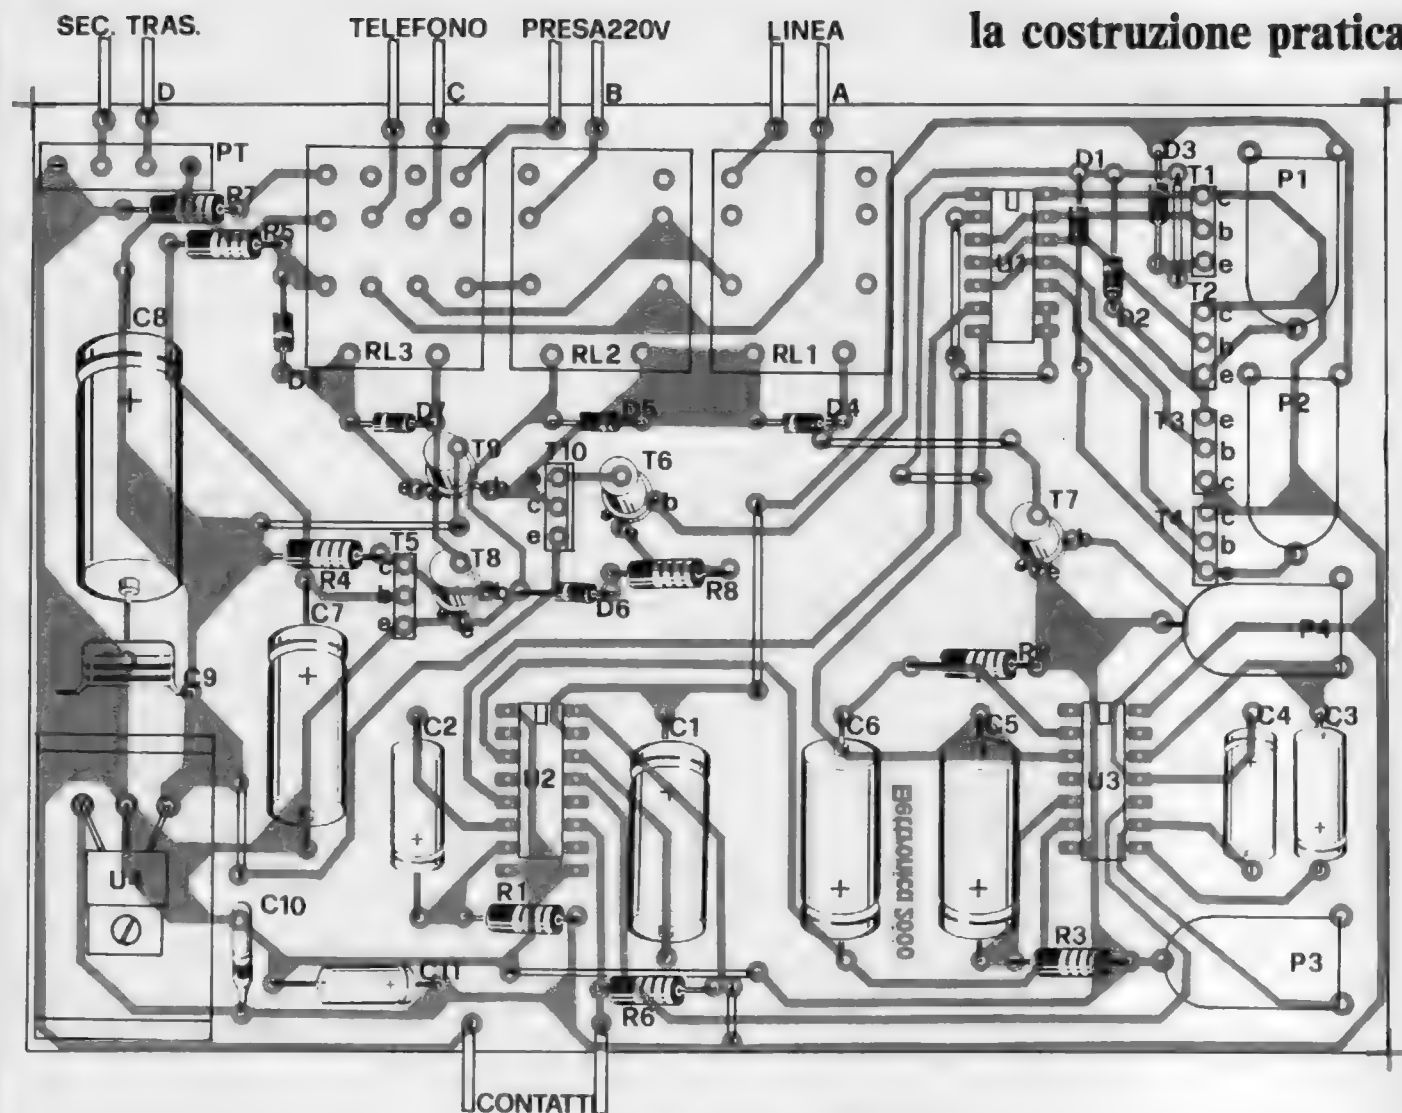 la costruzione pratica
SEC. TRAS. TELEFONO PRESA220V LINEA
D C B A
PT
R7
R5
D1 D3
T1 P1
c
b
e
U1
D2
T2
c
b
e
C8
+
RL3 RL2 RL1
D
D7 D5 D4
P2
T3
e
b
c
T9 T10 T6
e b
c b
e
T7
b
e
T4
c
b
R4 T5 T8
c
b
e
e
D6 R8
C7
+
P4
R
C9
C2 C1 C6 C5 C4 C3
U2 U3
+ + + + + +
Elettronica 2000
U
C10 R1
C11
+
R3
P3
R6
CONTATTI